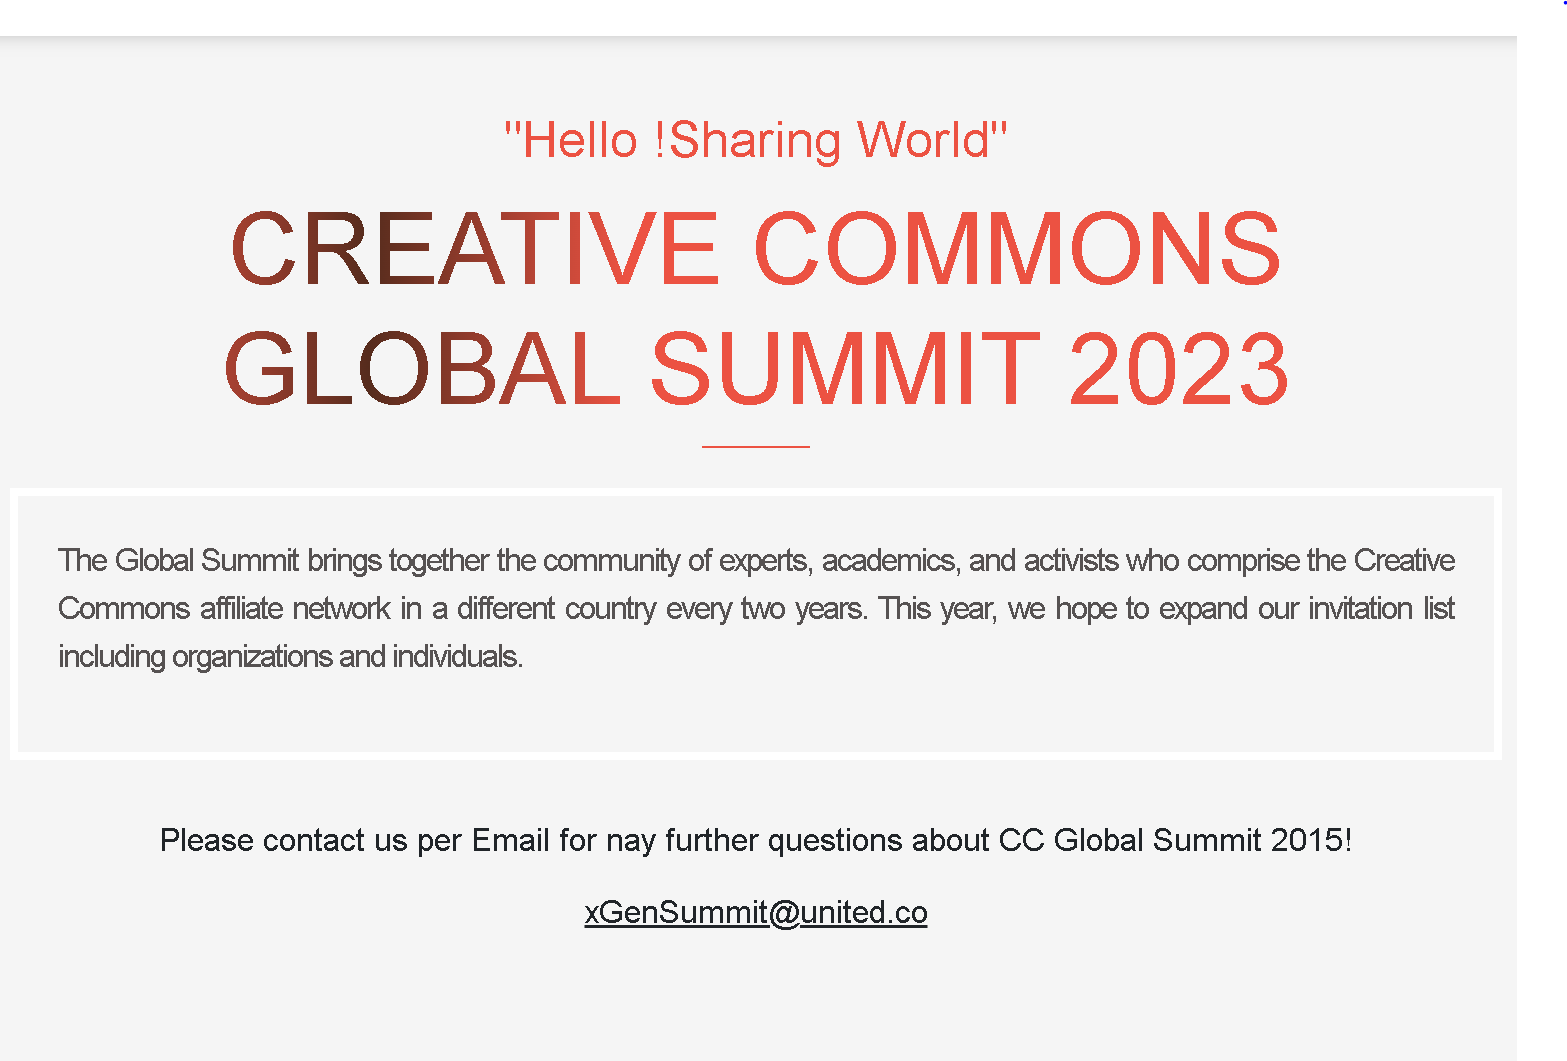 "Hello !Sharing World"
CREATIVE COMMONS
GLOBAL SUMMIT 2023
The Global Summit brings together the community of experts, academics, and activists who comprise the Creative
Commons affiliate network in a different country every two years. This year, we hope to expand our invitation list
including organizations and individuals.
Please contact us per Email for nay further questions about CC Global Summit 2015!
xGenSummit@united.co